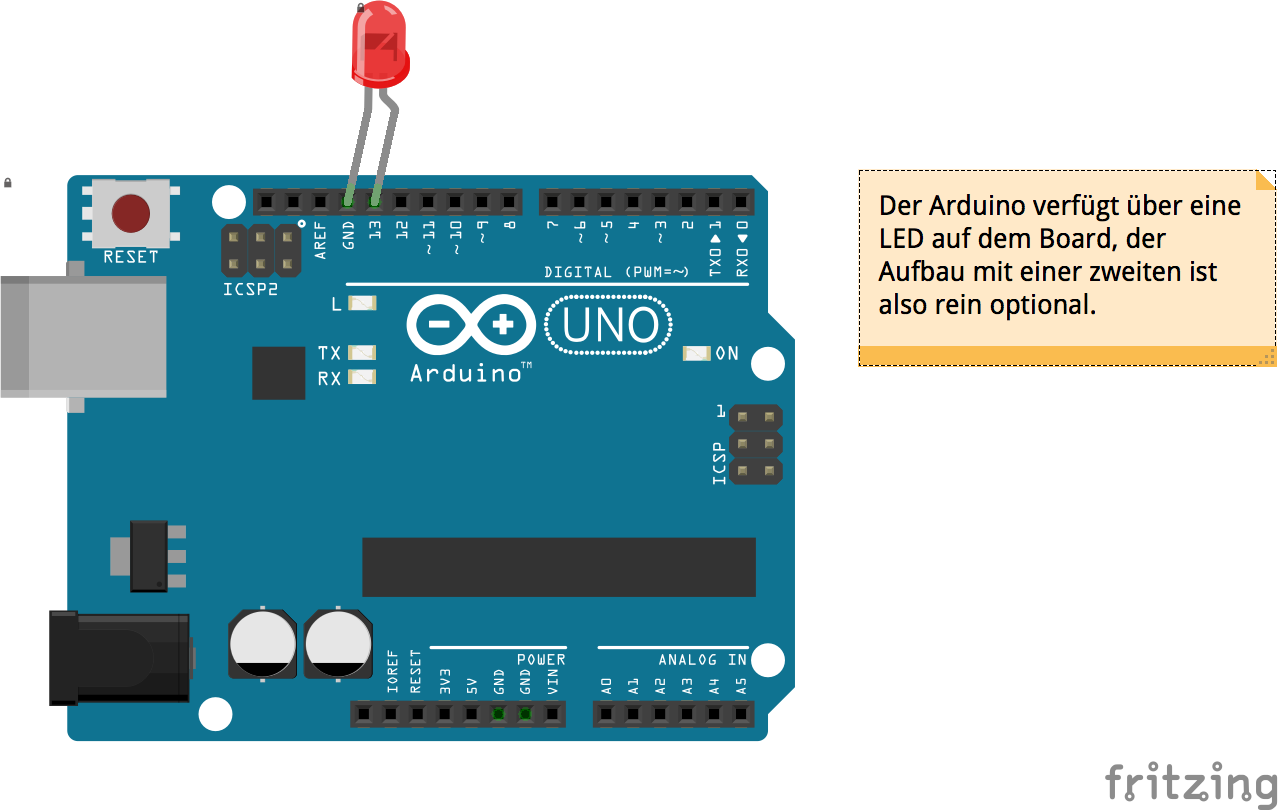 Der Arduino verfügt über eine
LED auf dem Board, der
Aufbau mit einer zweiten ist
also rein optional.
RESET
ICSP2
AREF
GND
13
12
~11
~10
~9
8
7
~6
~5
4
~3
2
TX0▶1
RX0◀0
DIGITAL (PWM=~)
L
TX
RX
UNO
Arduino™
ON
1
ICSP
IOREF
RESET
3V3
5V
GND
GND
VIN
POWER
A0
A1
A2
A3
A4
A5
ANALOG IN
fritzing